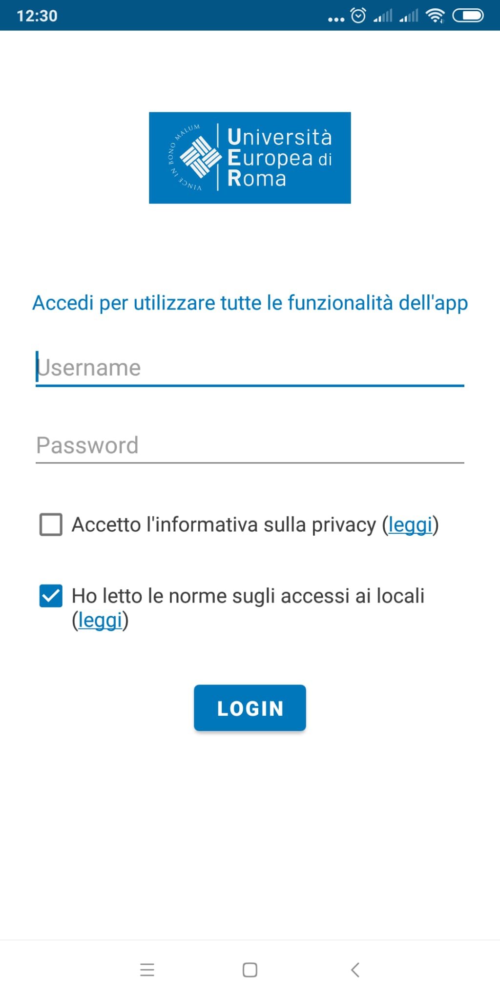 12:30
VINCE IN BONO MALUM
Università
Europea di
Roma
Accedi per utilizzare tutte le funzionalità dell'app
Username
Password
Accetto l'informativa sulla privacy (leggi)
Ho letto le norme sugli accessi ai locali
(leggi)
LOGIN